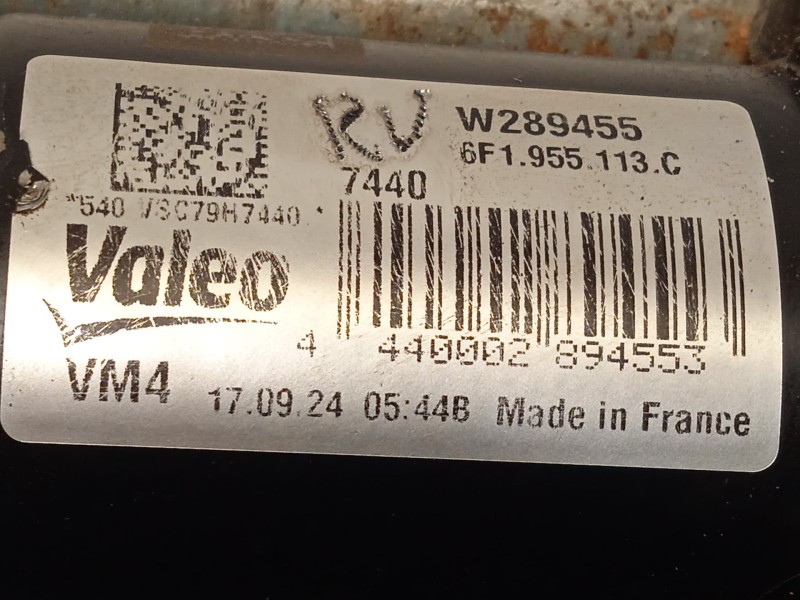 RV
W289455
6F1.955.113.C
7440
*540 VSC79H7440 *
Valeo
4 440002 894553
VM4 17.09.24 05:44B Made in France